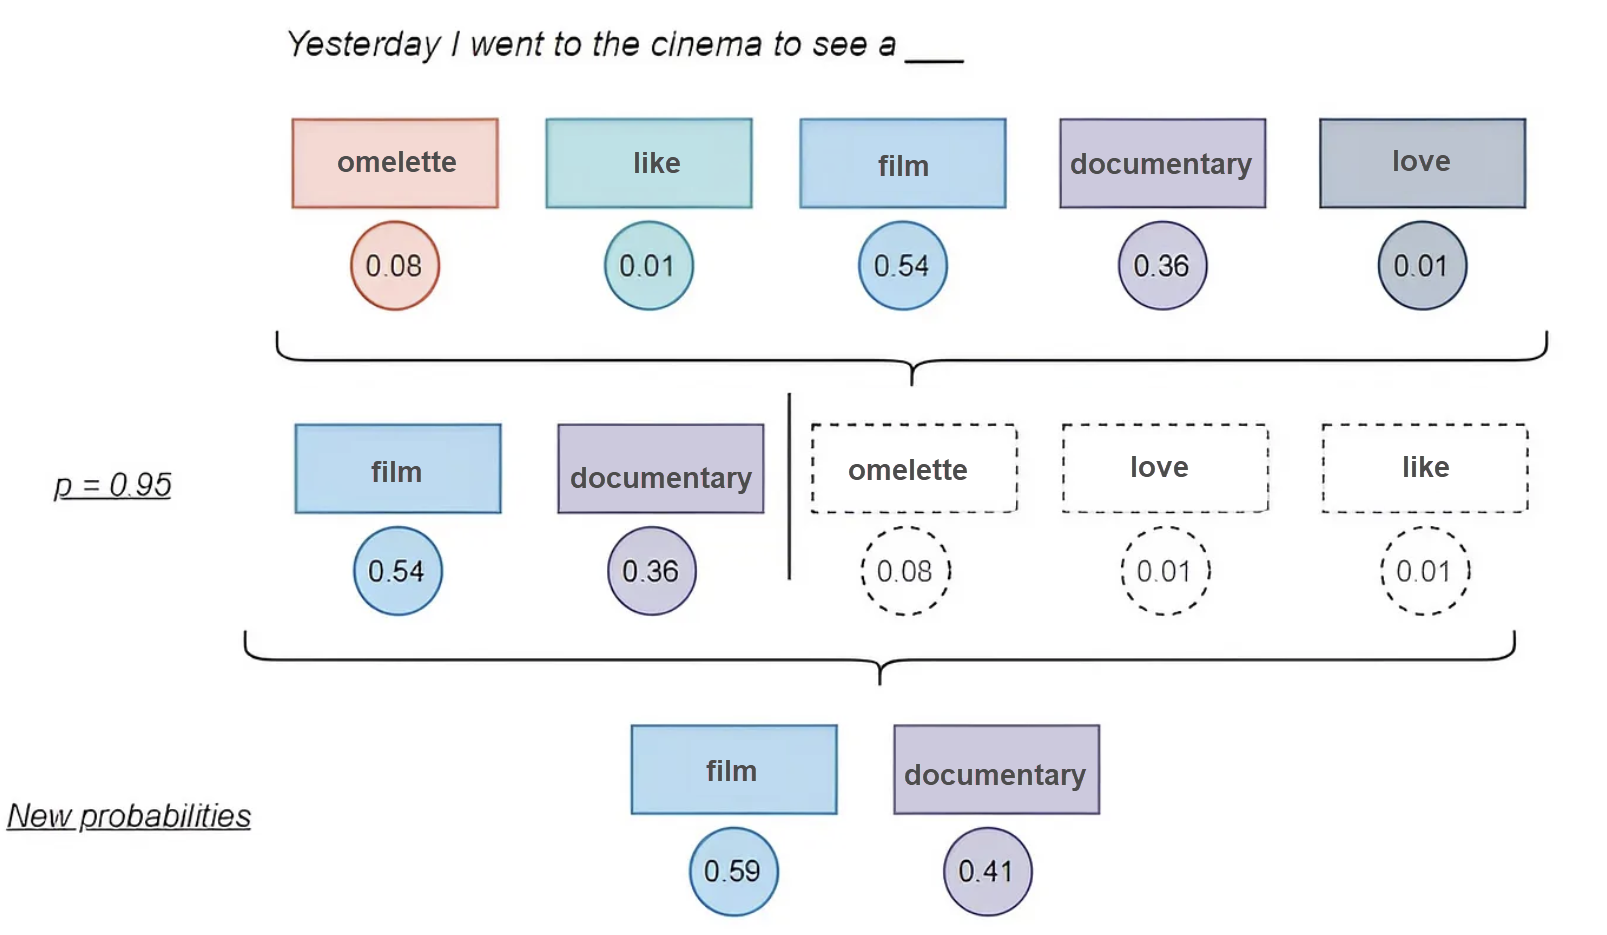 Yesterday I went to the cinema to see a ___
omelette like film documentary love
0.08 0.01 0.54 0.36 0.01
film documentary omelette love like
p = 0.95
0.54 0.36 0.08 0.01 0.01
film documentary
New probabilities
0.59 0.41